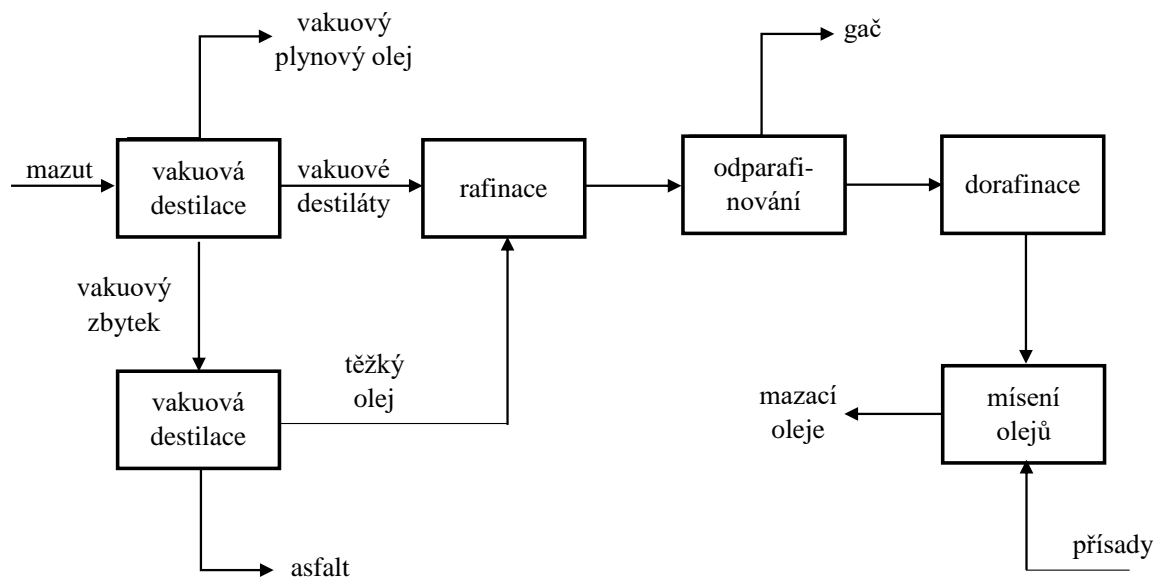 vakuový
plynový olej
gač
mazut
vakuová
destilace
vakuové
destiláty
rafinace
odparafi-
nování
dorafinace
vakuový
zbytek
vakuová
destilace
těžký
olej
mazací
oleje
mísení
olejů
asfalt
přísady